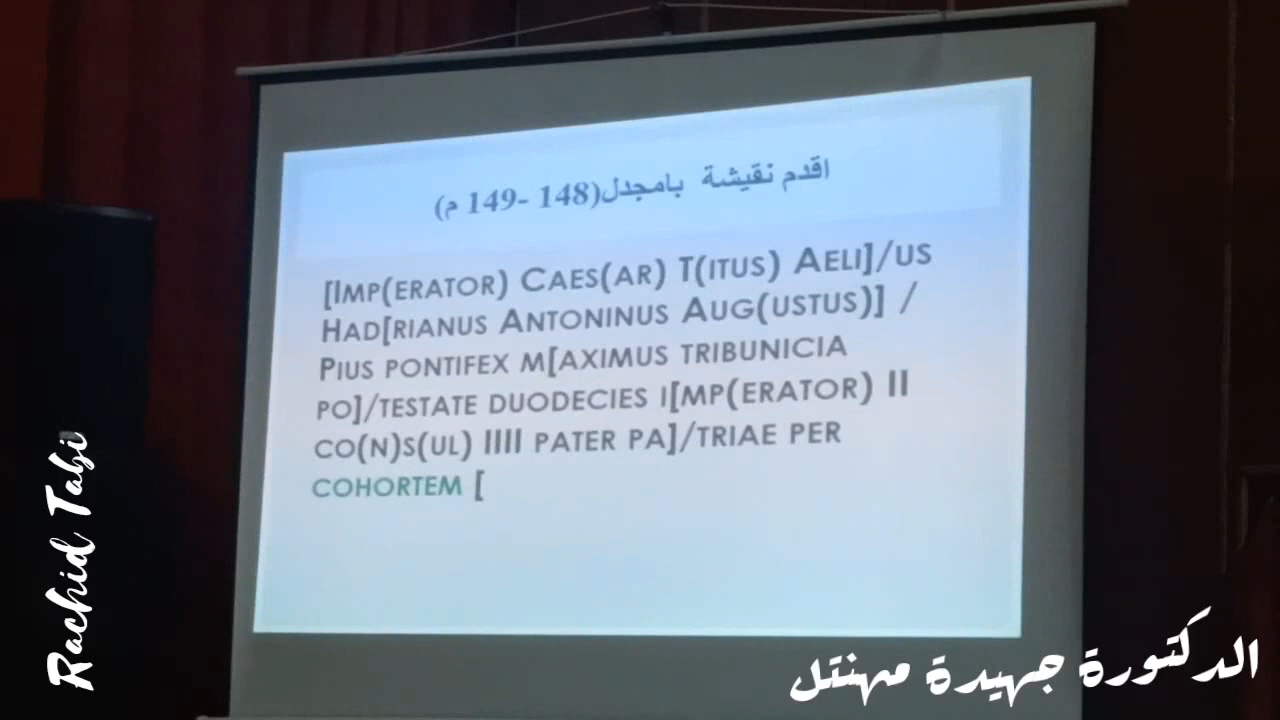 اقدم نقيشة بامجدل(148 -149 م)
[IMP(ERATOR) CAES(AR) T(ITUS) AELI]/US
HAD[RIANUS ANTONINUS AUG(USTUS)] /
PIUS PONTIFEX M[AXIMUS TRIBUNICIA
PO]/TESTATE DUODECIES I[MP(ERATOR) II
CO(N)S(UL) IIII PATER PA]/TRIAE PER
COHORTEM [
Rachid Tabi
الدكتورة جهيدة مهنتل